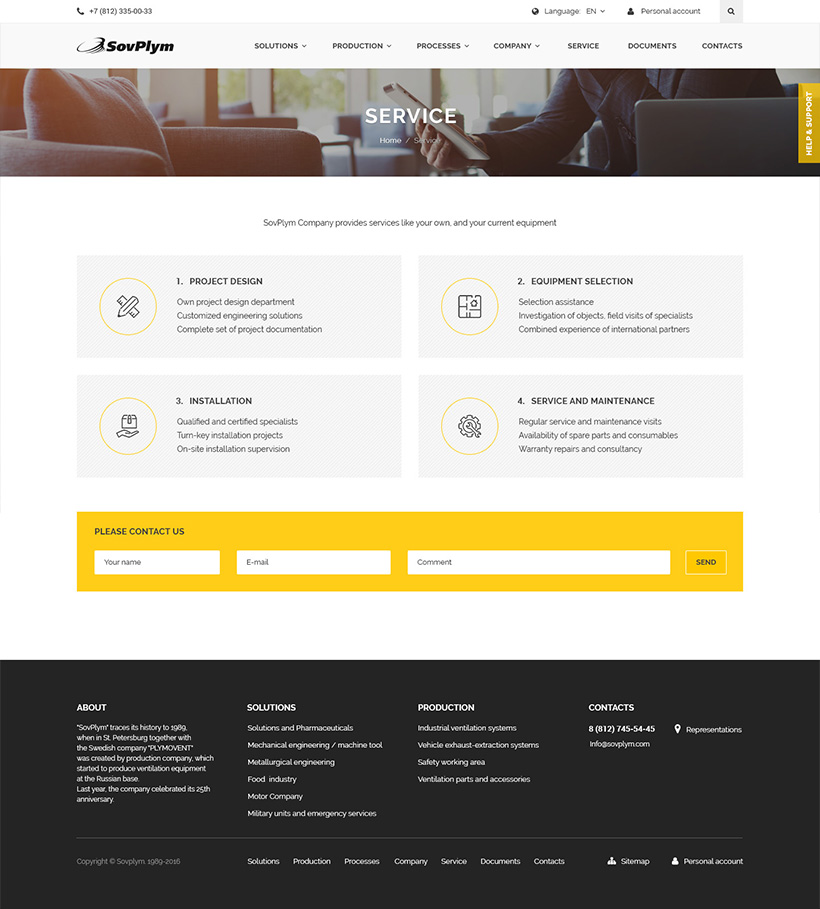 +7 (812) 335-00-33
Language: EN
Personal account
SovPlym
SOLUTIONS
PRODUCTION
PROCESSES
COMPANY
SERVICE
DOCUMENTS
CONTACTS
SERVICE
Home / Service
HELP & SUPPORT
SovPlym Company provides services like your own, and your current equipment
1. PROJECT DESIGN
Own project design department
Customized engineering solutions
Complete set of project documentation
2. EQUIPMENT SELECTION
Selection assistance
Investigation of objects, field visits of specialists
Combined experience of international partners
3. INSTALLATION
Qualified and certified specialists
Turn-key installation projects
On-site installation supervision
4. SERVICE AND MAINTENANCE
Regular service and maintenance visits
Availability of spare parts and consumables
Warranty repairs and consultancy
PLEASE CONTACT US
Your name
E-mail
Comment
SEND
ABOUT
"SovPlym" traces its history to 1989,
when in St. Petersburg together with
the Swedish company "PLYMOVENT"
was created by production company, which
started to produce ventilation equipment
at the Russian base.
Last year, the company celebrated its 25th
anniversary.
SOLUTIONS
Solutions and Pharmaceuticals
Mechanical engineering / machine tool
Metallurgical engineering
Food industry
Motor Company
Military units and emergency services
PRODUCTION
Industrial ventilation systems
Vehicle exhaust-extraction systems
Safety working area
Ventilation parts and accessories
CONTACTS
8 (812) 745-54-45
Info@sovplym.com
Representations
Copyright © Sovplym, 1989-2016
Solutions
Production
Processes
Company
Service
Documents
Contacts
Sitemap
Personal account